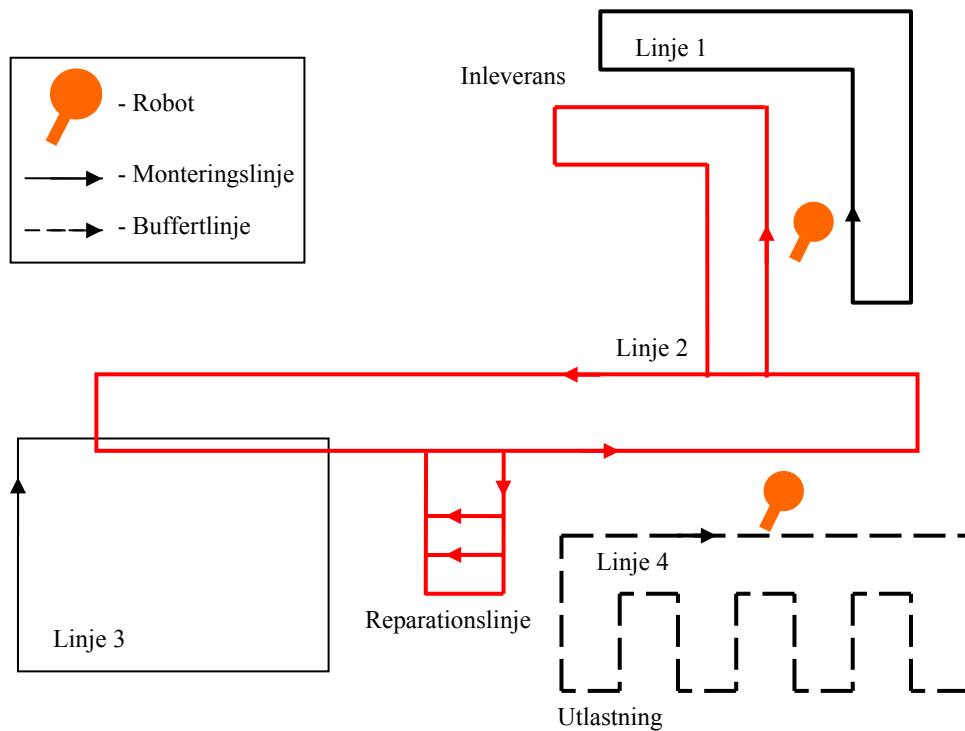 Linje 1
Inleverans
- Robot
- Monteringslinje
- Buffertlinje
Linje 2
Linje 4
Reparationslinje
Linje 3
Utlastning